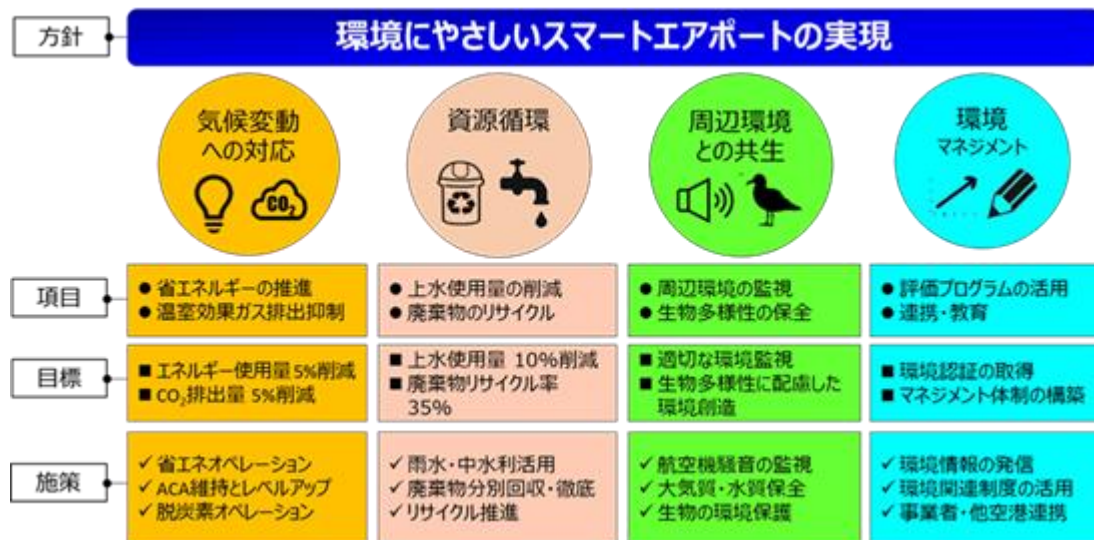 方針
環境にやさしいスマートエアポートの実現
気候変動
への対応
CO₂
資源循環
周辺環境
との共生
環境
マネジメント
項目
● 省エネルギーの推進
● 温室効果ガス排出抑制
● 上水使用量の削減
● 廃棄物のリサイクル
● 周辺環境の監視
● 生物多様性の保全
● 評価プログラムの活用
● 連携・教育
目標
■ エネルギー使用量 5%削減
■ CO₂排出量 5%削減
■ 上水使用量 10%削減
■ 廃棄物リサイクル率
35%
■ 適切な環境監視
■ 生物多様性に配慮した
環境創造
■ 環境認証の取得
■ マネジメント体制の構築
施策
✓ 省エネオペレーション
✓ ACA維持とレベルアップ
✓ 脱炭素オペレーション
✓ 雨水・中水利活用
✓ 廃棄物分別回収・徹底
✓ リサイクル推進
✓ 航空機騒音の監視
✓ 大気質・水質保全
✓ 生物の環境保護
✓ 環境情報の発信
✓ 環境関連制度の活用
✓ 事業者・他空港連携